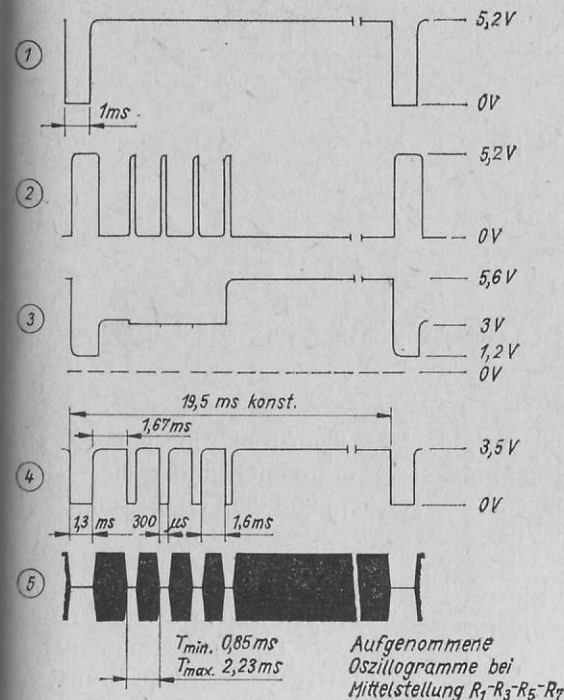 1
5,2V
0V
1ms
2
5,2V
0V
3
5,6V
3V
1,2V
0V
19,5 ms konst.
1,67ms
4
3,5V
0V
1,3 ms 300 µs 1,6ms
5
Tmin. 0,85ms
Tmax. 2,23ms
Aufgenommene
Oszillogramme bei
Mittelstellung R1-R3-R5-R7